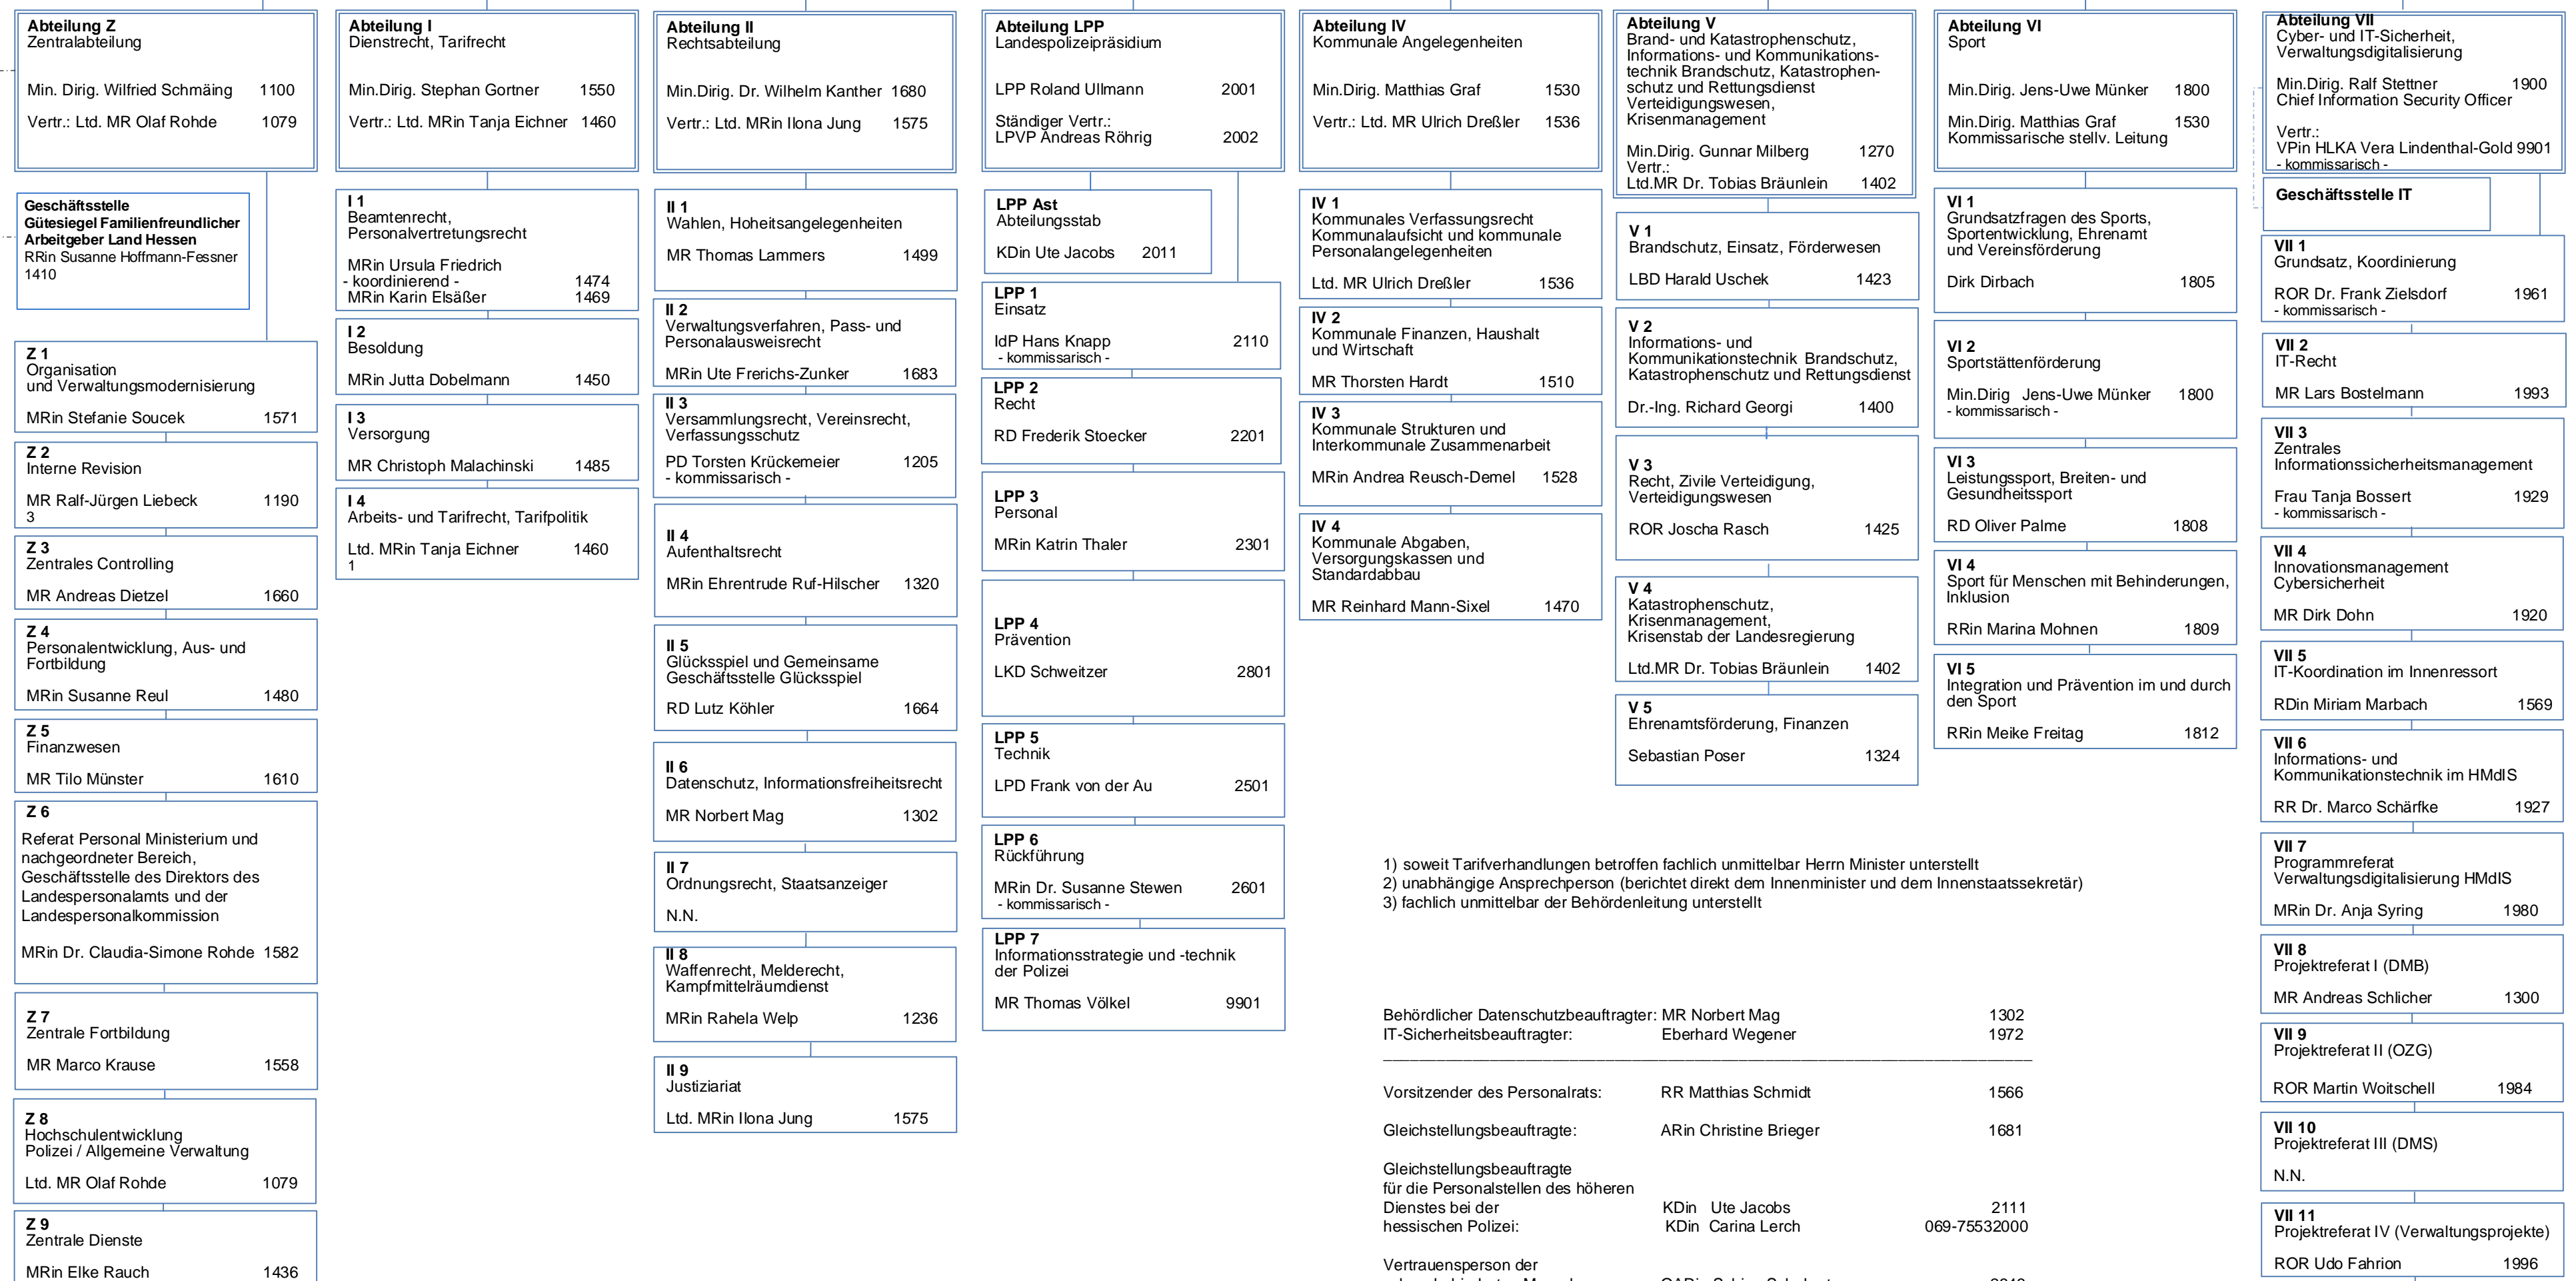 Abteilung Z
Zentralabteilung
Min. Dirig. Wilfried Schmäing 1100
Vertr.: Ltd. MR Olaf Rohde 1079
Geschäftsstelle
Gütesiegel Familienfreundlicher
Arbeitgeber Land Hessen
RRin Susanne Hoffmann-Fessner
1410
Z 1
Organisation
und Verwaltungsmodernisierung
MRin Stefanie Soucek 1571
Z 2
Interne Revision
MR Ralf-Jürgen Liebeck 1190
3
Z 3
Zentrales Controlling
MR Andreas Dietzel 1660
Z 4
Personalentwicklung, Aus- und
Fortbildung
MRin Susanne Reul 1480
Z 5
Finanzwesen
MR Tilo Münster 1610
Z 6
Referat Personal Ministerium und
nachgeordneter Bereich,
Geschäftsstelle des Direktors des
Landespersonalamts und der
Landespersonalkommission
MRin Dr. Claudia-Simone Rohde 1582
Z 7
Zentrale Fortbildung
MR Marco Krause 1558
Z 8
Hochschulentwicklung
Polizei / Allgemeine Verwaltung
Ltd. MR Olaf Rohde 1079
Z 9
Zentrale Dienste
MRin Elke Rauch 1436
Abteilung I
Dienstrecht, Tarifrecht
Min.Dirig. Stephan Gortner 1550
Vertr.: Ltd. MRin Tanja Eichner 1460
I 1
Beamtenrecht,
Personalvertretungsrecht
MRin Ursula Friedrich
- koordinierend - 1474
MRin Karin Elsäßer 1469
I 2
Besoldung
MRin Jutta Dobelmann 1450
I 3
Versorgung
MR Christoph Malachinski 1485
I 4
Arbeits- und Tarifrecht, Tarifpolitik
Ltd. MRin Tanja Eichner 1460
1
Abteilung II
Rechtsabteilung
Min.Dirig. Dr. Wilhelm Kanther 1680
Vertr.: Ltd. MRin Ilona Jung 1575
II 1
Wahlen, Hoheitsangelegenheiten
MR Thomas Lammers 1499
II 2
Verwaltungsverfahren, Pass- und
Personalausweisrecht
MRin Ute Frerichs-Zunker 1683
II 3
Versammlungsrecht, Vereinsrecht,
Verfassungsschutz
PD Torsten Krückemeier 1205
- kommissarisch -
II 4
Aufenthaltsrecht
MRin Ehrentrude Ruf-Hilscher 1320
II 5
Glücksspiel und Gemeinsame
Geschäftsstelle Glücksspiel
RD Lutz Köhler 1664
II 6
Datenschutz, Informationsfreiheitsrecht
MR Norbert Mag 1302
II 7
Ordnungsrecht, Staatsanzeiger
N.N.
II 8
Waffenrecht, Melderecht,
Kampfmittelräumdienst
MRin Rahela Welp 1236
II 9
Justiziariat
Ltd. MRin Ilona Jung 1575
Abteilung LPP
Landespolizeipräsidium
LPP Roland Ullmann 2001
Ständiger Vertr.:
LPVP Andreas Röhrig 2002
LPP Ast
Abteilungsstab
KDin Ute Jacobs 2011
LPP 1
Einsatz
IdP Hans Knapp 2110
- kommissarisch -
LPP 2
Recht
RD Frederik Stoecker 2201
LPP 3
Personal
MRin Katrin Thaler 2301
LPP 4
Prävention
LKD Schweitzer 2801
LPP 5
Technik
LPD Frank von der Au 2501
LPP 6
Rückführung
MRin Dr. Susanne Stewen 2601
- kommissarisch -
LPP 7
Informationsstrategie und -technik
der Polizei
MR Thomas Völkel 9901
Abteilung IV
Kommunale Angelegenheiten
Min.Dirig. Matthias Graf 1530
Vertr.: Ltd. MR Ulrich Dreßler 1536
IV 1
Kommunales Verfassungsrecht
Kommunalaufsicht und kommunale
Personalangelegenheiten
Ltd. MR Ulrich Dreßler 1536
IV 2
Kommunale Finanzen, Haushalt
und Wirtschaft
MR Thorsten Hardt 1510
IV 3
Kommunale Strukturen und
Interkommunale Zusammenarbeit
MRin Andrea Reusch-Demel 1528
IV 4
Kommunale Abgaben,
Versorgungskassen und
Standardabbau
MR Reinhard Mann-Sixel 1470
Abteilung V
Brand- und Katastrophenschutz,
Informations- und Kommunikations-
technik Brandschutz, Katastrophen-
schutz und Rettungsdienst
Verteidigungswesen,
Krisenmanagement
Min.Dirig. Gunnar Milberg 1270
Vertr.:
Ltd.MR Dr. Tobias Bräunlein 1402
V 1
Brandschutz, Einsatz, Förderwesen
LBD Harald Uschek 1423
V 2
Informations- und
Kommunikationstechnik Brandschutz,
Katastrophenschutz und Rettungsdienst
Dr.-Ing. Richard Georgi 1400
V 3
Recht, Zivile Verteidigung,
Verteidigungswesen
ROR Joscha Rasch 1425
V 4
Katastrophenschutz,
Krisenmanagement,
Krisenstab der Landesregierung
Ltd.MR Dr. Tobias Bräunlein 1402
V 5
Ehrenamtsförderung, Finanzen
Sebastian Poser 1324
Abteilung VI
Sport
Min.Dirig. Jens-Uwe Münker 1800
Min.Dirig. Matthias Graf 1530
Kommissarische stellv. Leitung
VI 1
Grundsatzfragen des Sports,
Sportentwicklung, Ehrenamt
und Vereinsförderung
Dirk Dirbach 1805
VI 2
Sportstättenförderung
Min.Dirig Jens-Uwe Münker 1800
- kommissarisch -
VI 3
Leistungssport, Breiten- und
Gesundheitssport
RD Oliver Palme 1808
VI 4
Sport für Menschen mit Behinderungen,
Inklusion
RRin Marina Mohnen 1809
VI 5
Integration und Prävention im und durch
den Sport
RRin Meike Freitag 1812
Abteilung VII
Cyber- und IT-Sicherheit,
Verwaltungsdigitalisierung
Min.Dirig. Ralf Stettner 1900
Chief Information Security Officer
Vertr.:
VPin HLKA Vera Lindenthal-Gold 9901
- kommissarisch -
Geschäftsstelle IT
VII 1
Grundsatz, Koordinierung
ROR Dr. Frank Zielsdorf 1961
- kommissarisch -
VII 2
IT-Recht
MR Lars Bostelmann 1993
VII 3
Zentrales
Informationssicherheitsmanagement
Frau Tanja Bossert 1929
- kommissarisch -
VII 4
Innovationsmanagement
Cybersicherheit
MR Dirk Dohn 1920
VII 5
IT-Koordination im Innenressort
RDin Miriam Marbach 1569
VII 6
Informations- und
Kommunikationstechnik im HMdIS
RR Dr. Marco Schärfke 1927
VII 7
Programmreferat
Verwaltungsdigitalisierung HMdIS
MRin Dr. Anja Syring 1980
VII 8
Projektreferat I (DMB)
MR Andreas Schlicher 1300
VII 9
Projektreferat II (OZG)
ROR Martin Woitschell 1984
VII 10
Projektreferat III (DMS)
N.N.
VII 11
Projektreferat IV (Verwaltungsprojekte)
ROR Udo Fahrion 1996
1) soweit Tarifverhandlungen betroffen fachlich unmittelbar Herrn Minister unterstellt
2) unabhängige Ansprechperson (berichtet direkt dem Innenminister und dem Innenstaatssekretär)
3) fachlich unmittelbar der Behördenleitung unterstellt
Behördlicher Datenschutzbeauftragter: MR Norbert Mag 1302
IT-Sicherheitsbeauftragter: Eberhard Wegener 1972
Vorsitzender des Personalrats: RR Matthias Schmidt 1566
Gleichstellungsbeauftragte: ARin Christine Brieger 1681
Gleichstellungsbeauftragte
für die Personalstellen des höheren
Dienstes bei der KDin Ute Jacobs 2111
hessischen Polizei: KDin Carina Lerch 069-75532000
Vertrauensperson der